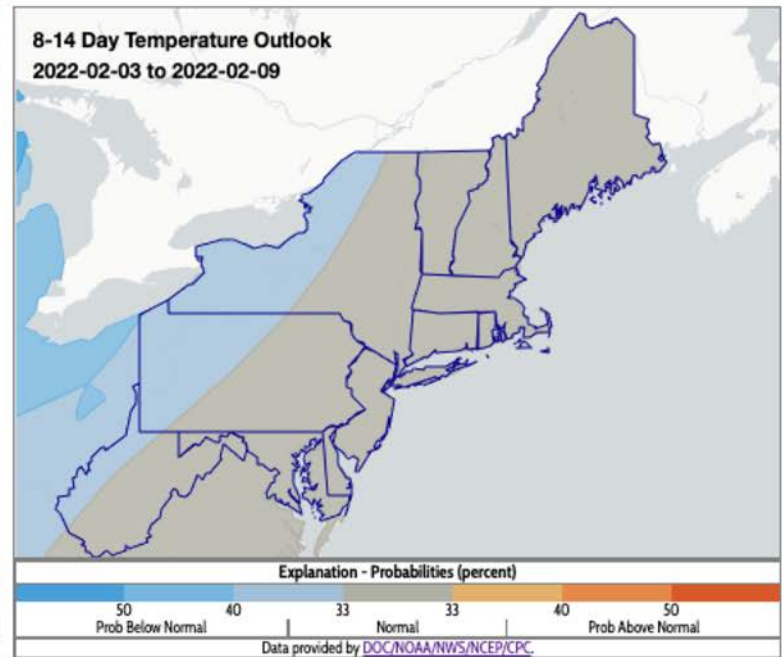 8-14 Day Temperature Outlook
2022-02-03 to 2022-02-09
Explanation - Probabilities (percent)
50 40 33 33 40 50
Prob Below Normal Normal Prob Above Normal
Data provided by DOC/NOAA/NWS/NCEP/CPC.